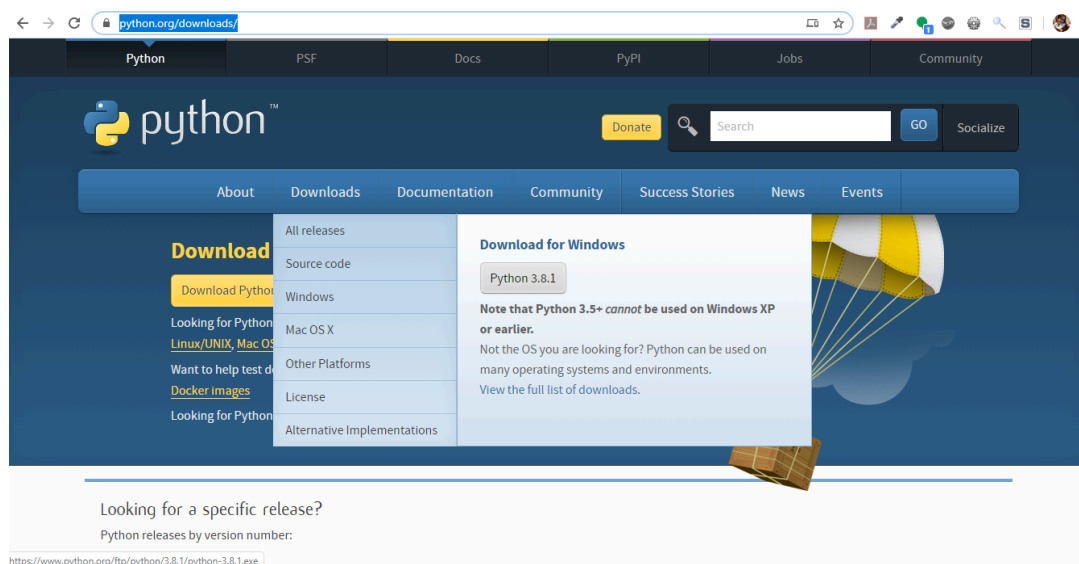 python.org/downloads/
1
S
Python
PSF
Docs
PyPI
Jobs
Community
python™
Donate
Search
GO
Socialize
About
Downloads
Documentation
Community
Success Stories
News
Events
All releases
Source code
Windows
Mac OS X
Other Platforms
License
Alternative Implementations
Download for Windows
Python 3.8.1
Note that Python 3.5+ cannot be used on Windows XP
or earlier.
Not the OS you are looking for? Python can be used on
many operating systems and environments.
View the full list of downloads.
Download
Download Python
Looking for Python
Linux/UNIX, Mac OS
Want to help test d
Docker images
Looking for Python
Looking for a specific release?
Python releases by version number:
https://www.python.org/ftp/python/3.8.1/python-3.8.1.exe